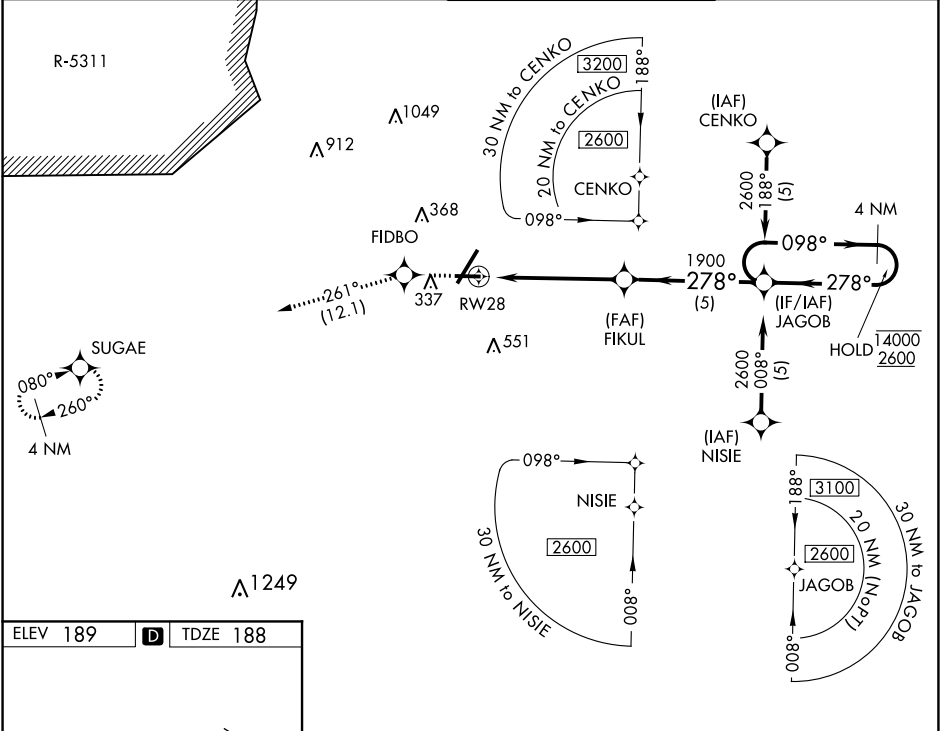 R-5311
1049
912
368
FIDBO
337
RW28
261°
(12.1)
551
SUGAE
080°
260°
4 NM
1249
30 NM to CENKO
3200
188°
20 NM to CENKO
2600
CENKO
098°
(IAF)
CENKO
2600
188°
(5)
4 NM
098°
1900
278°
(5)
278°
(FAF)
FIKUL
(IF/IAF)
JAGOB
HOLD
14000
2600
2600
008°
(5)
(IAF)
NISIE
098°
NISIE
2600
30 NM to NISIE
008°
188°
3100
20 NM (NoPT)
30 NM to JAGOB
2600
JAGOB
008°
ELEV 189 D TDZE 188